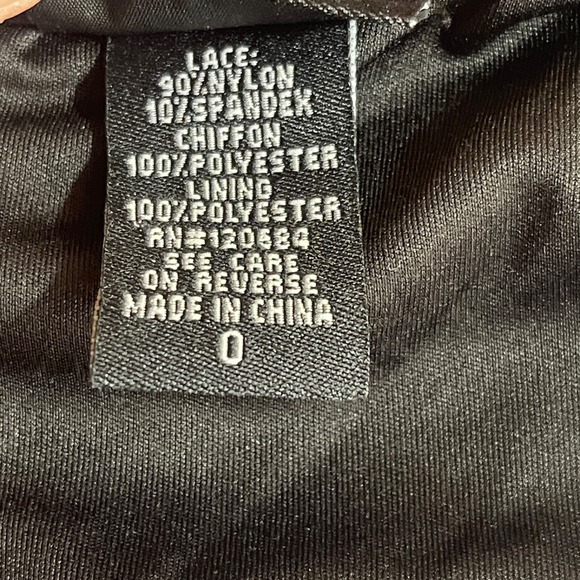 LACE:
90%NYLON
10%SPANDEX
CHIFFON
100%POLYESTER
LINING
100%POLYESTER
RN#120684
SEE CARE
ON REVERSE
MADE IN CHINA
0